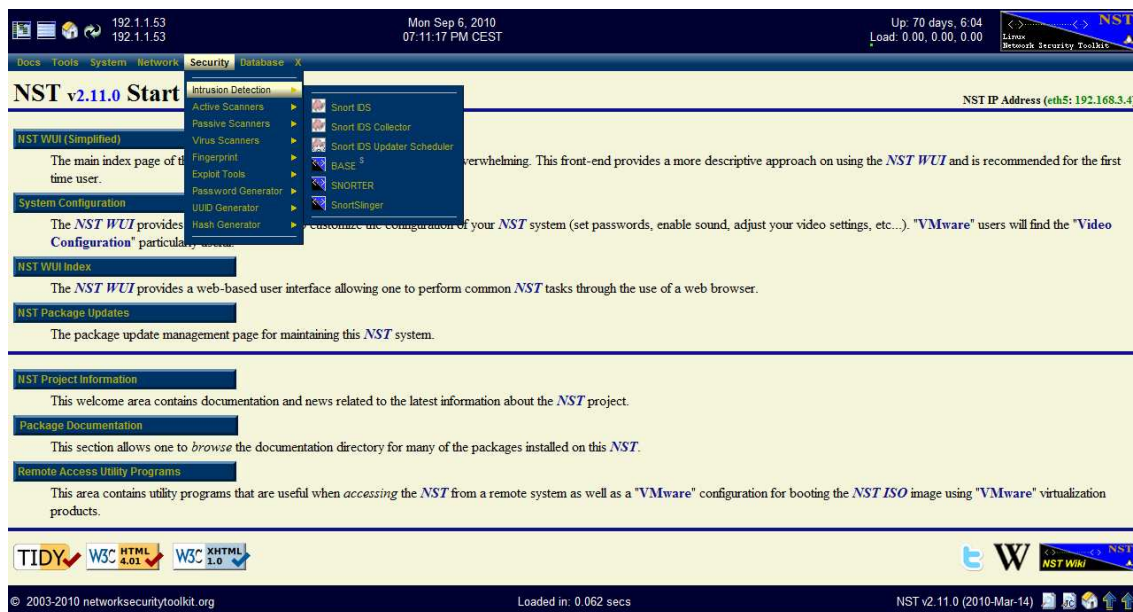 192.1.1.53
192.1.1.53
Mon Sep 6, 2010
07:11:17 PM CEST
Up: 70 days, 6:04
Load: 0.00, 0.00, 0.00
NST
Linux
Network Security Toolkit
Docs Tools System Network Security Database X
NST v2.11.0 Start
NST IP Address (eth5: 192.168.3.4
Intrusion Detection
Active Scanners
Passive Scanners
Virus Scanners
Fingerprint
Exploit Tools
Password Generator
UUID Generator
Hash Generator
Snort IDS
Snort IDS Collector
Snort IDS Updater Scheduler
BASE S
SNORTER
SnortSlinger
NST WUI (Simplified)
The main index page of verwhelming. This front-end provides a more descriptive approach on using the NST WUI and is recommended for the first
time user.
System Configuration
The NST WUI provides customize the configuration of your NST system (set passwords, enable sound, adjust your video settings, etc...). "VMware" users will find the "Video
Configuration" particularly useful.
NST WUI Index
The NST WUI provides a web-based user interface allowing one to perform common NST tasks through the use of a web browser.
NST Package Updates
The package update management page for maintaining this NST system.
NST Project Information
This welcome area contains documentation and news related to the latest information about the NST project.
Package Documentation
This section allows one to browse the documentation directory for many of the packages installed on this NST.
Remote Access Utility Programs
This area contains utility programs that are useful when accessing the NST from a remote system as well as a "VMware" configuration for booting the NST ISO image using "VMware" virtualization
products.
TIDY
W3C HTML 4.01
W3C XHTML 1.0
W
NST
NST Wiki
© 2003-2010 networksecuritytoolkit.org
Loaded in: 0.062 secs
NST v2.11.0 (2010-Mar-14)